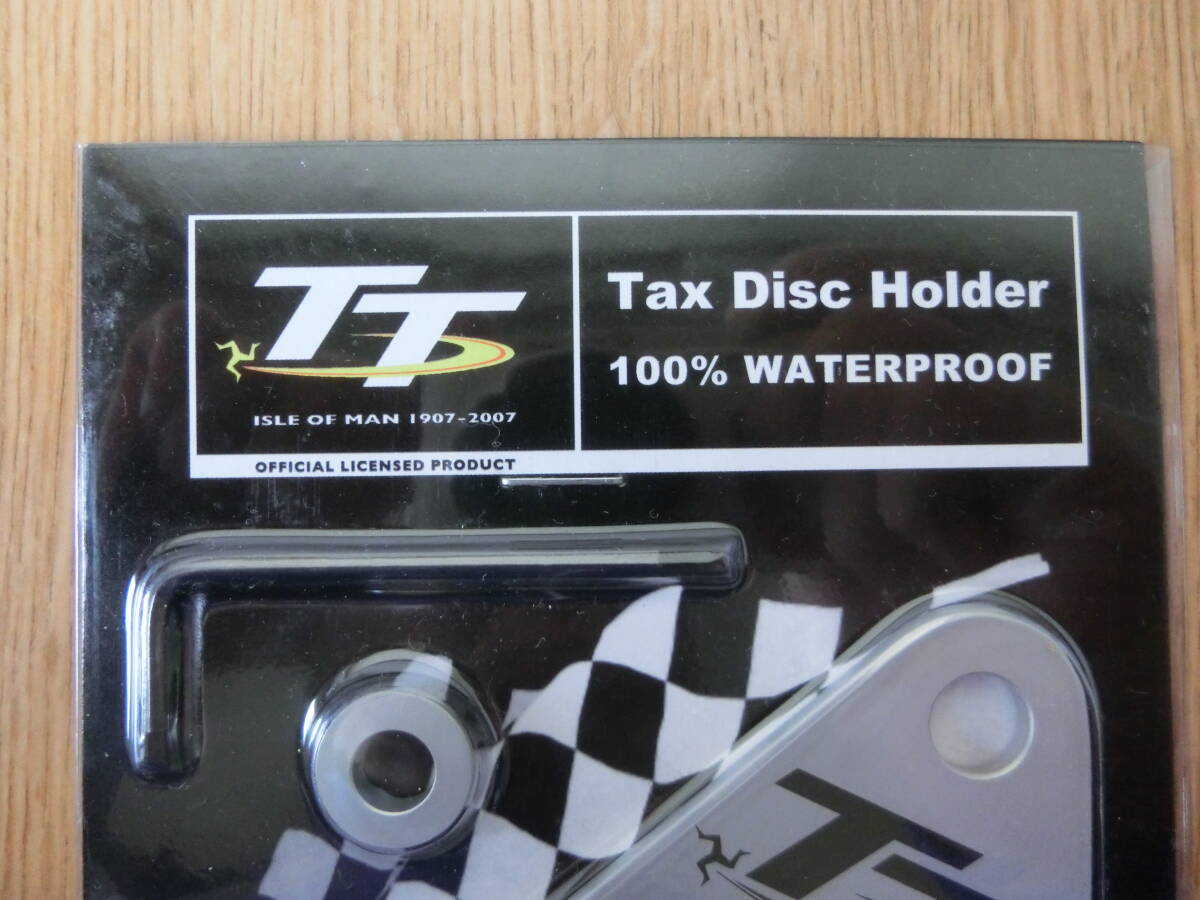 TT
ISLE OF MAN 1907-2007
OFFICIAL LICENSED PRODUCT
Tax Disc Holder
100% WATERPROOF
TT